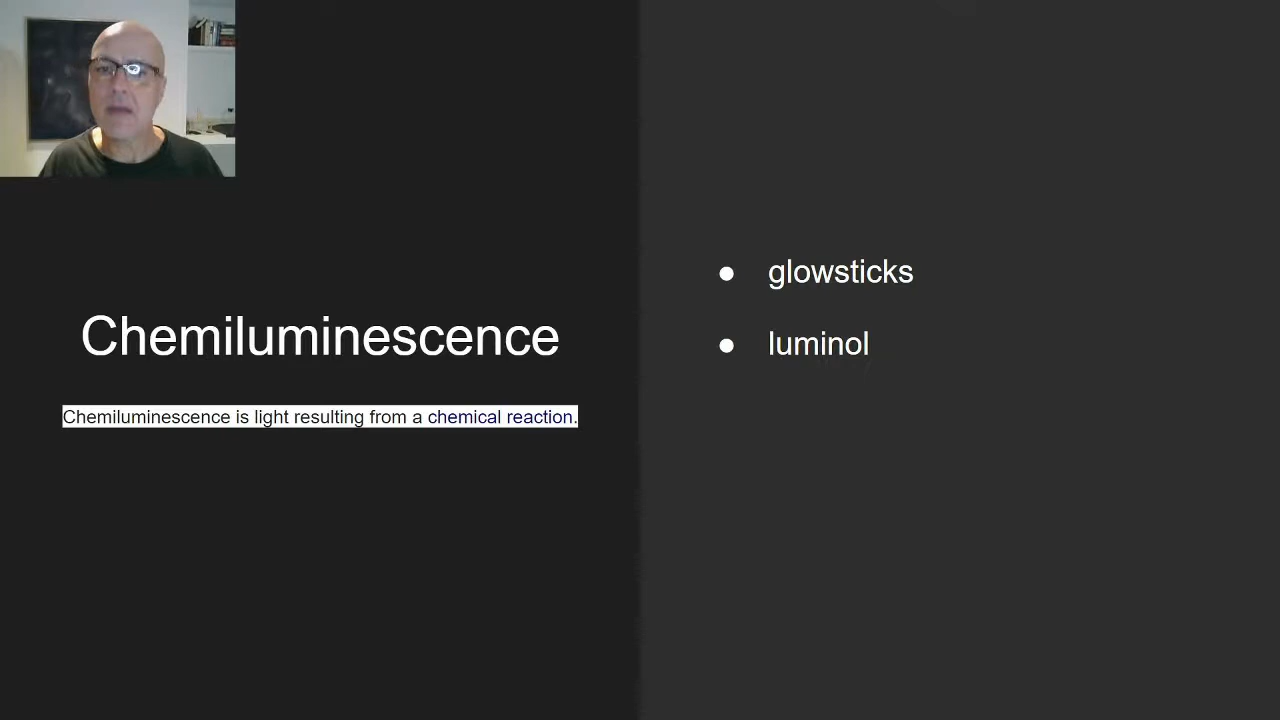 Chemiluminescence
Chemiluminescence is light resulting from a chemical reaction.
● glowsticks
● luminol